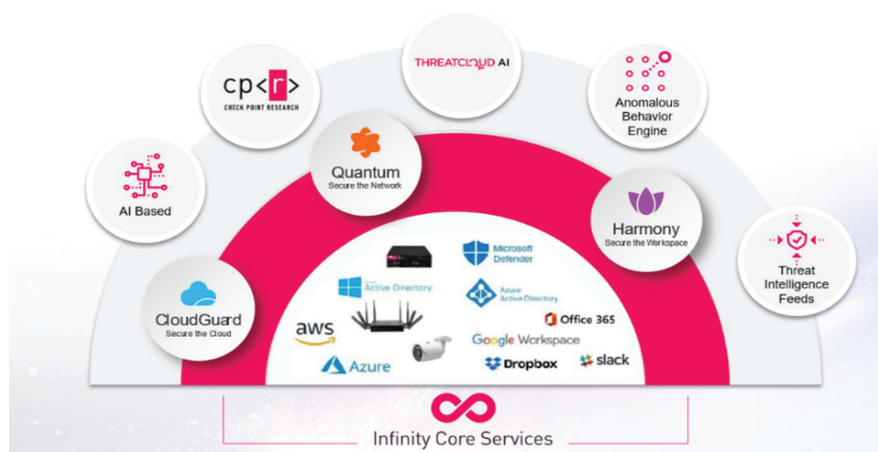 THREATCLOUD AI
cp<r>
CHECK POINT RESEARCH
Anomalous
Behavior
Engine
Quantum
Secure the Network
AI Based
Harmony
Secure the Workspace
Microsoft
Defender
Active Directory
Azure
Active Directory
Threat
Intelligence
Feeds
CloudGuard
Secure the Cloud
Office 365
aws
Google Workspace
Azure
Dropbox
slack
Infinity Core Services